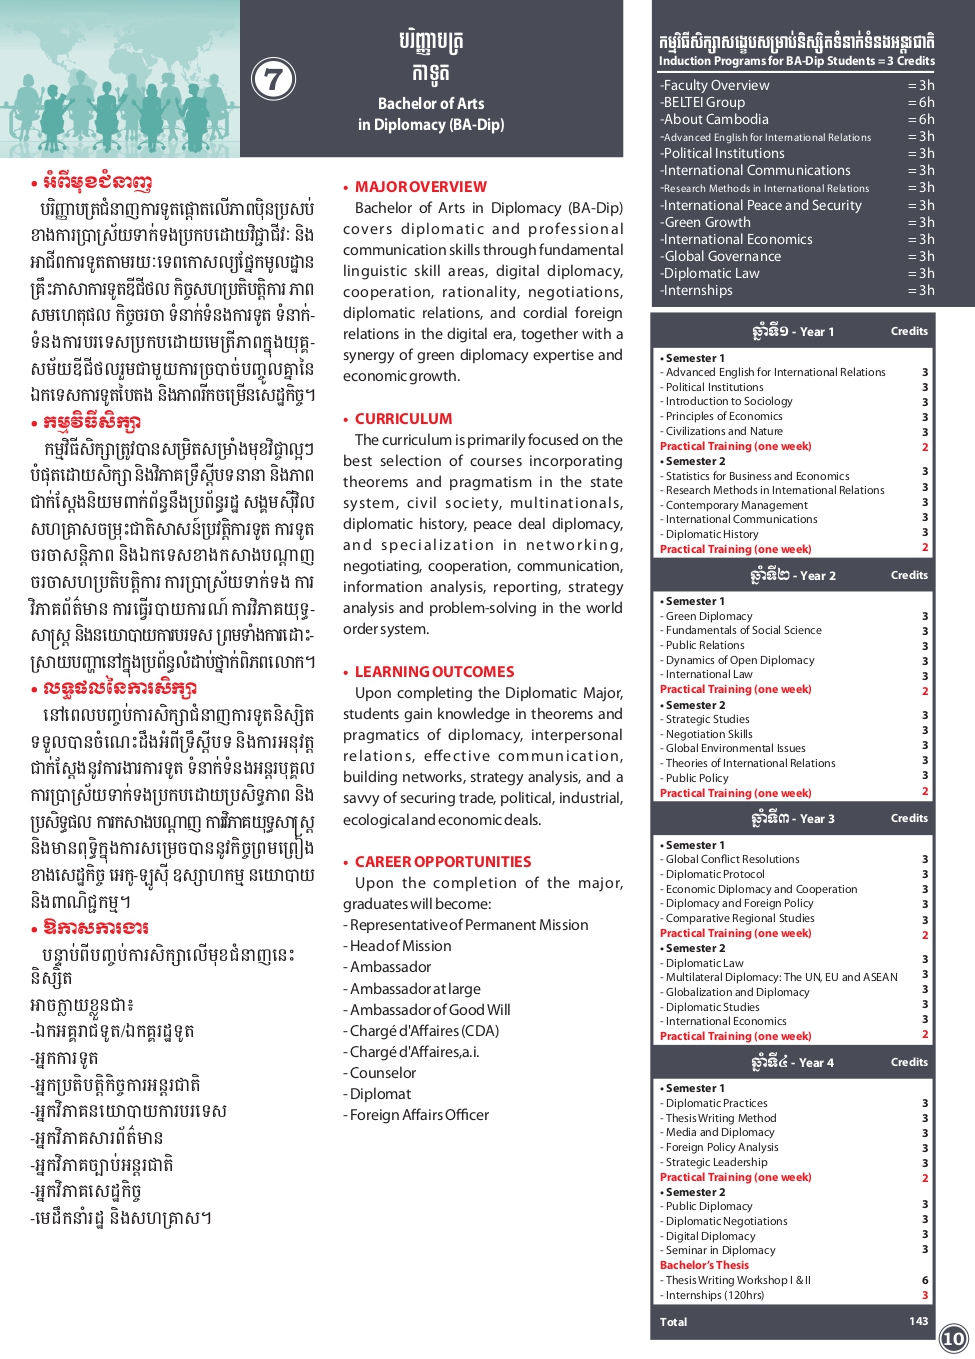 7
បរិញ្ញាបត្រ
ការទូត
Bachelor of Arts
in Diplomacy (BA-Dip)
• អំពីមុខជំនាញ
បរិញ្ញាបត្រជំនាញការទូតផ្តោតលើភាពប៉ិនប្រសប់
ខាងការប្រាស្រ័យទាក់ទងប្រកបដោយវិជ្ជាជីវៈ និង
អាជីពការទូតតាមរយៈទេពកោសល្យផ្នែកមូលដ្ឋាន
គ្រឹះភាសាការទូតឌីជីថល កិច្ចសហប្រតិបត្តិការ ភាព
សមហេតុផល កិច្ចចរចា ទំនាក់ទំនងការទូត ទំនាក់-
ទំនងការបរទេសប្រកបដោយមេត្រីភាពក្នុងយុគ្គ-
សម័យឌីជីថលរួមជាមួយការច្របាច់បញ្ចូលគ្នានៃ
ឯកទេសការទូតបៃតង និងភាពរីកចម្រើនសេដ្ឋកិច្ច។
• កម្មវិធីសិក្សា
កម្មវិធីសិក្សាត្រូវបានសម្រិតសម្រាំងមុខវិជ្ជាល្អៗ
បំផុតដោយសិក្សា និងវិភាគទ្រឹស្តីបទនានា និងភាព
ជាក់ស្តែងនិយមពាក់ព័ន្ធនឹងប្រព័ន្ធរដ្ឋ សង្គមស៊ីវិល
សហគ្រាសចម្រុះជាតិសាសន៍ប្រវត្តិការទូត ការទូត
ចរចាសន្តិភាព និងឯកទេសខាងកសាងបណ្តាញ
ចរចាសហប្រតិបត្តិការ ការប្រាស្រ័យទាក់ទង ការ
វិភាគព័ត៌មាន ការធ្វើរបាយការណ៍ ការវិភាគយុទ្ធ-
សាស្ត្រ និងនយោបាយការបរទេស ព្រមទាំងការដោះ-
ស្រាយបញ្ហានៅក្នុងប្រព័ន្ធលំដាប់ថ្នាក់ពិភពលោក។
• លទ្ធផលនៃការសិក្សា
នៅពេលបញ្ចប់ការសិក្សាជំនាញការទូតនិស្សិត
ទទួលបានចំណេះដឹងអំពីទ្រឹស្តីបទ និងការអនុវត្ត
ជាក់ស្តែងនូវការងារការទូត ទំនាក់ទំនងអន្តរបុគ្គល
ការប្រាស្រ័យទាក់ទងប្រកបដោយប្រសិទ្ធភាព និង
ប្រសិទ្ធផល ការកសាងបណ្តាញ ការវិភាគយុទ្ធសាស្ត្រ
និងមានពុទ្ធិក្នុងការសម្រេចបាននូវកិច្ចព្រមព្រៀង
ខាងសេដ្ឋកិច្ច អេកូ-ឡូស៊ី ឧស្សាហកម្ម នយោបាយ
និងពាណិជ្ជកម្ម។
• ឱកាសការងារ
បន្ទាប់ពីបញ្ចប់ការសិក្សាលើមុខជំនាញនេះ
និស្សិត
អាចក្លាយខ្លួនជា៖
-ឯកអគ្គរាជទូត/ឯកគ្គរដ្ឋទូត
-អ្នកការទូត
-អ្នកប្រតិបត្តិកិច្ចការអន្តរជាតិ
-អ្នកវិភាគនយោបាយការបរទេស
-អ្នកវិភាគសារព័ត៌មាន
-អ្នកវិភាគច្បាប់អន្តរជាតិ
-អ្នកវិភាគសេដ្ឋកិច្ច
-មេដឹកនាំរដ្ឋ និងសហគ្រាស។
• MAJOR OVERVIEW
Bachelor of Arts in Diplomacy (BA-Dip)
covers diplomatic and professional
communication skills through fundamental
linguistic skill areas, digital diplomacy,
cooperation, rationality, negotiations,
diplomatic relations, and cordial foreign
relations in the digital era, together with a
synergy of green diplomacy expertise and
economic growth.
• CURRICULUM
The curriculum is primarily focused on the
best selection of courses incorporating
theorems and pragmatism in the state
system, civil society, multinationals,
diplomatic history, peace deal diplomacy,
and specialization in networking,
negotiating, cooperation, communication,
information analysis, reporting, strategy
analysis and problem-solving in the world
order system.
• LEARNING OUTCOMES
Upon completing the Diplomatic Major,
students gain knowledge in theorems and
pragmatics of diplomacy, interpersonal
relations, effective communication,
building networks, strategy analysis, and a
savvy of securing trade, political, industrial,
ecological and economic deals.
• CAREER OPPORTUNITIES
Upon the completion of the major,
graduates will become:
- Representative of Permanent Mission
- Head of Mission
- Ambassador
- Ambassador at large
- Ambassador of Good Will
- Chargé d'Affaires (CDA)
- Chargé d'Affaires,a.i.
- Counselor
- Diplomat
- Foreign Affairs Officer
កម្មវិធីសិក្សាសង្ខេបសម្រាប់និស្សិតទំនាក់ទំនងអន្តរជាតិ
Induction Programs for BA-Dip Students = 3 Credits
-Faculty Overview = 3h
-BELTEI Group = 6h
-About Cambodia = 6h
-Advanced English for International Relations = 3h
-Political Institutions = 3h
-International Communications = 3h
-Research Methods in International Relations = 3h
-International Peace and Security = 3h
-Green Growth = 3h
-International Economics = 3h
-Global Governance = 3h
-Diplomatic Law = 3h
-Internships = 3h
ឆ្នាំទី១ - Year 1 Credits
• Semester 1
- Advanced English for International Relations 3
- Political Institutions 3
- Introduction to Sociology 3
- Principles of Economics 3
- Civilizations and Nature 3
Practical Training (one week) 2
• Semester 2
- Statistics for Business and Economics 3
- Research Methods in International Relations 3
- Contemporary Management 3
- International Communications 3
- Diplomatic History 3
Practical Training (one week) 2
ឆ្នាំទី២ - Year 2 Credits
• Semester 1
- Green Diplomacy 3
- Fundamentals of Social Science 3
- Public Relations 3
- Dynamics of Open Diplomacy 3
- International Law 3
Practical Training (one week) 2
• Semester 2
- Strategic Studies 3
- Negotiation Skills 3
- Global Environmental Issues 3
- Theories of International Relations 3
- Public Policy 3
Practical Training (one week) 2
ឆ្នាំទី៣ - Year 3 Credits
• Semester 1
- Global Conflict Resolutions 3
- Diplomatic Protocol 3
- Economic Diplomacy and Cooperation 3
- Diplomacy and Foreign Policy 3
- Comparative Regional Studies 3
Practical Training (one week) 2
• Semester 2
- Diplomatic Law 3
- Multilateral Diplomacy: The UN, EU and ASEAN 3
- Globalization and Diplomacy 3
- Diplomatic Studies 3
- International Economics 3
Practical Training (one week) 2
ឆ្នាំទី៤ - Year 4 Credits
• Semester 1
- Diplomatic Practices 3
- Thesis Writing Method 3
- Media and Diplomacy 3
- Foreign Policy Analysis 3
- Strategic Leadership 3
Practical Training (one week) 2
• Semester 2
- Public Diplomacy 3
- Diplomatic Negotiations 3
- Digital Diplomacy 3
- Seminar in Diplomacy 3
Bachelor's Thesis
- Thesis Writing Workshop I & II 6
- Internships (120hrs) 3
Total 143
10